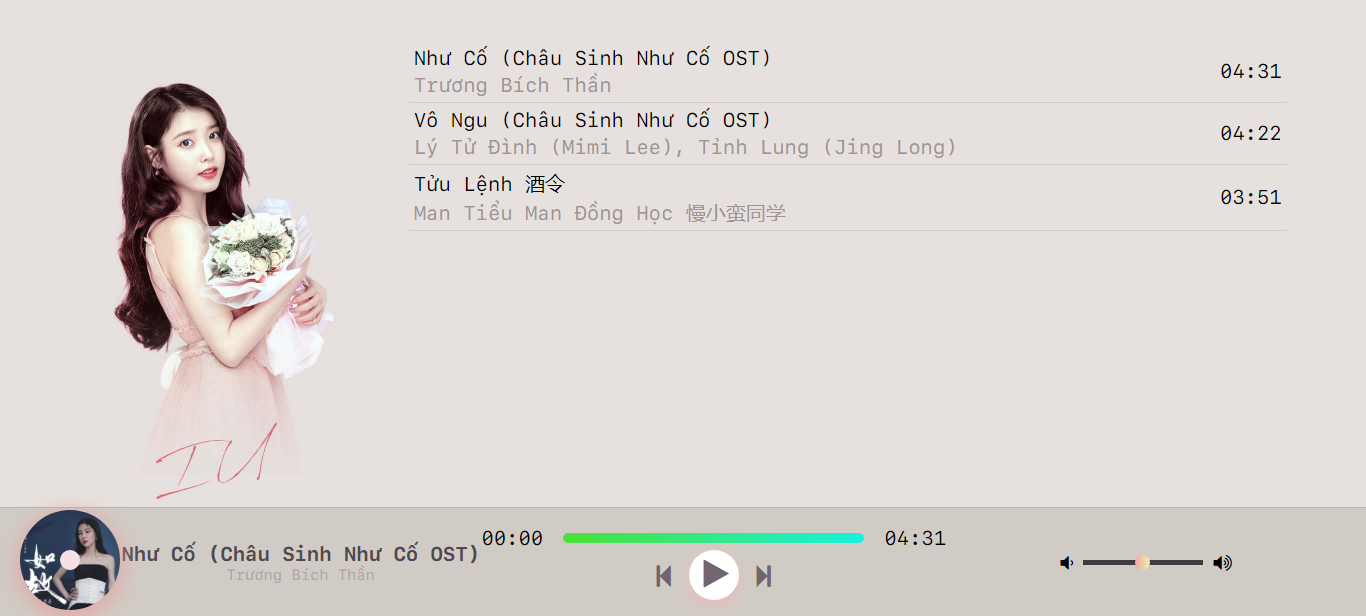 Như Cố (Châu Sinh Như Cố OST)
Trương Bích Thần
04:31
Vô Ngu (Châu Sinh Như Cố OST)
Lý Tử Đình (Mimi Lee), Tỉnh Lung (Jing Long)
04:22
Tửu Lệnh 酒令
Man Tiểu Man Đồng Học 慢小蛮同学
03:51
IU
如故
Như Cố (Châu Sinh Như Cố OST)
Trương Bích Thần
00:00
04:31